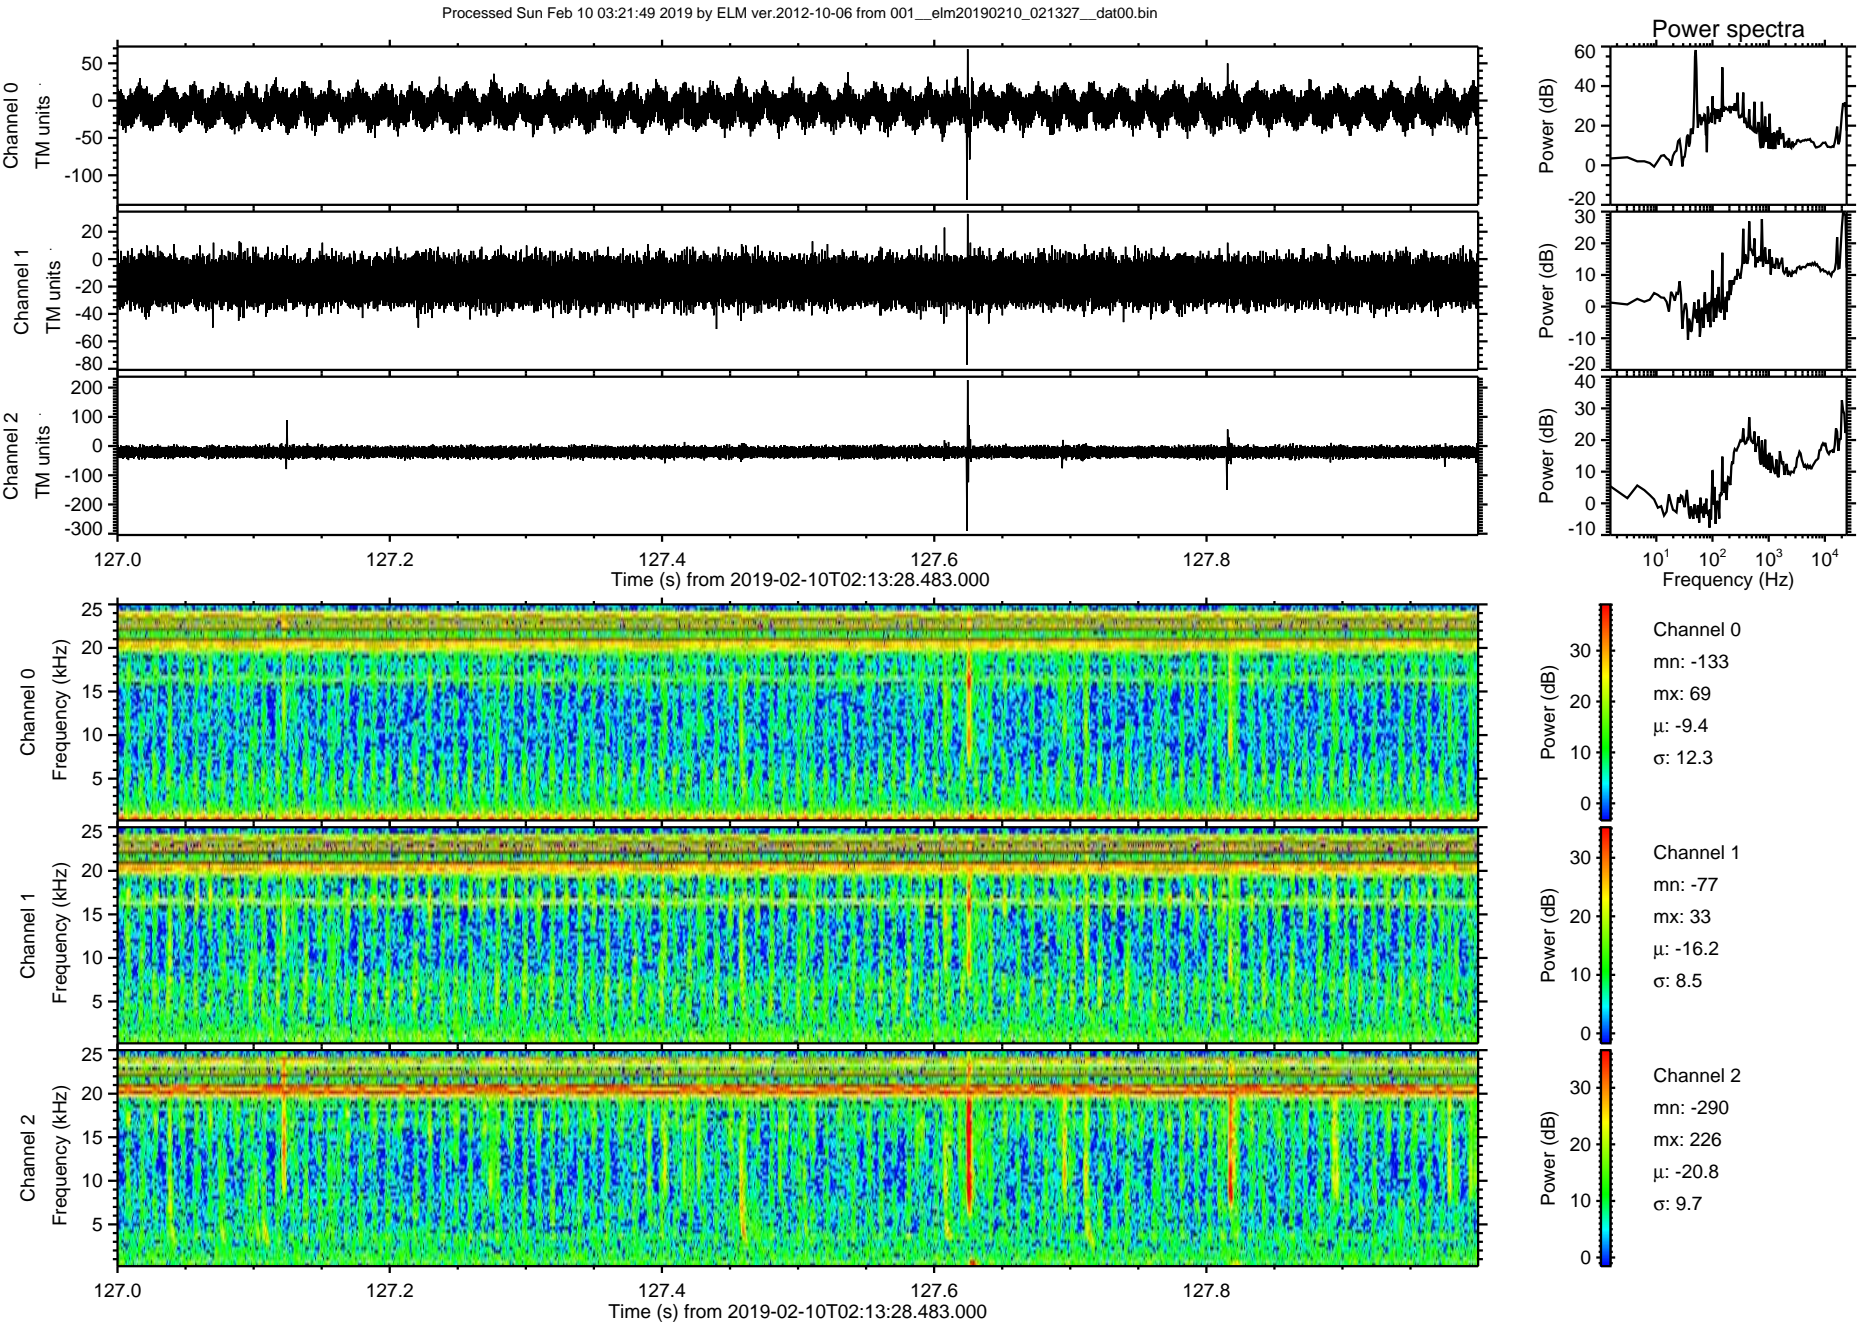 Processed Sun Feb 10 03:21:49 2019 by ELM ver.2012-10-06 from 001__elm20190210_021327__dat00.bin
Power spectra
Channel 0
TM units
50
0
-50
-100
Power (dB)
60
40
20
0
-20
Channel 1
TM units
20
0
-20
-40
-60
-80
Power (dB)
30
20
10
0
-10
-20
Channel 2
TM units
200
100
0
-100
-200
-300
Power (dB)
40
30
20
10
0
-10
127.0 127.2 127.4 127.6 127.8
Time (s) from 2019-02-10T02:13:28.483.000
10¹ 10² 10³ 10⁴
Frequency (Hz)
Channel 0
Frequency (kHz)
25
20
15
10
5
Power (dB)
30
20
10
0
Channel 0
mn: -133
mx: 69
µ: -9.4
σ: 12.3
Channel 1
Frequency (kHz)
25
20
15
10
5
Power (dB)
30
20
10
0
Channel 1
mn: -77
mx: 33
µ: -16.2
σ: 8.5
Channel 2
Frequency (kHz)
25
20
15
10
5
Power (dB)
30
20
10
0
Channel 2
mn: -290
mx: 226
µ: -20.8
σ: 9.7
127.0 127.2 127.4 127.6 127.8
Time (s) from 2019-02-10T02:13:28.483.000